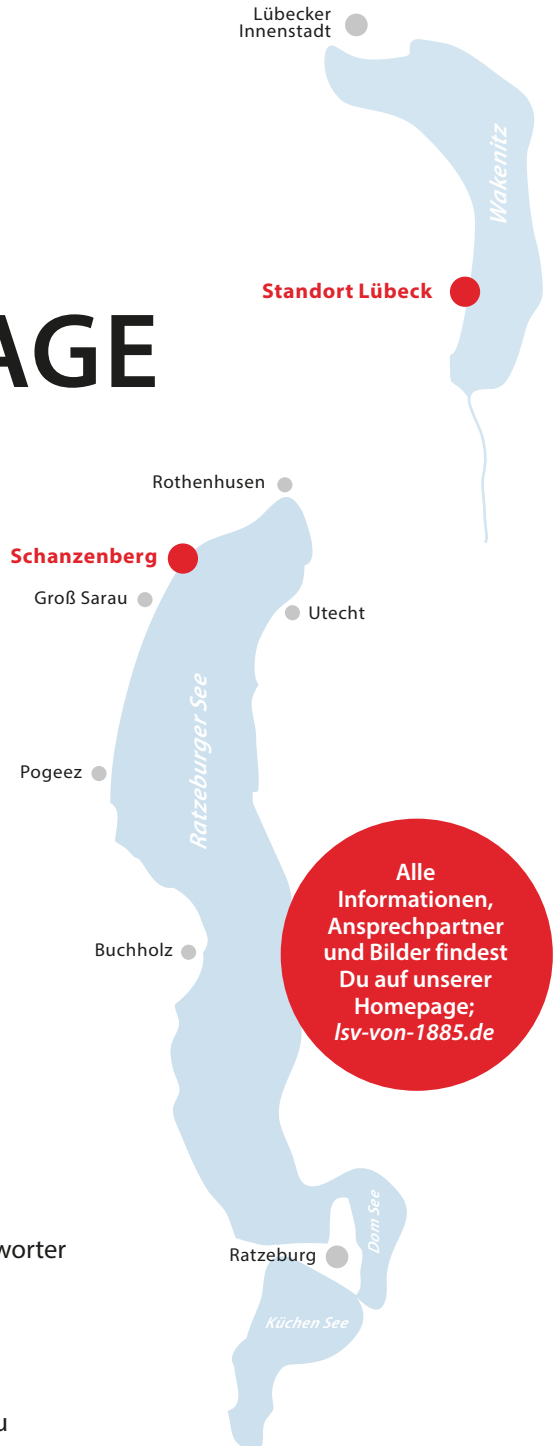 Lübecker
Innenstadt
Wakenitz
Standort Lübeck
AGE
Rothenhusen
Schanzenberg
Groß Sarau
Utecht
Ratzeburger See
Pogeez
Alle
Informationen,
Ansprechpartner
und Bilder findest
Du auf unserer
Homepage;
lsv-von-1885.de
Buchholz
Dom See
worter
Ratzeburg
Küchen See
u